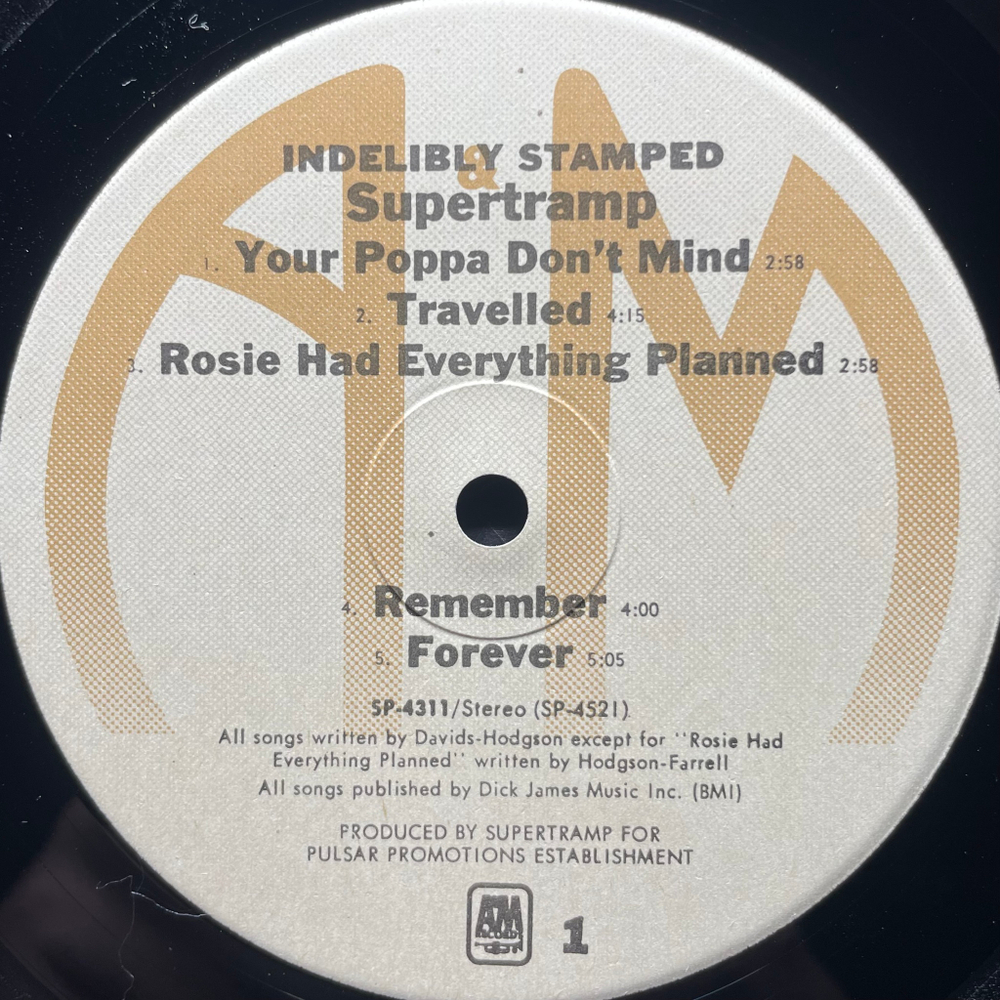 A&M
INDELIBLY STAMPED
Supertramp
1. Your Poppa Don't Mind 2:58
2. Travelled 4:15
3. Rosie Had Everything Planned 2:58
4. Remember 4:00
5. Forever 5:05
SP-4311/Stereo (SP-4521)
All songs written by Davids-Hodgson except for "Rosie Had
Everything Planned" written by Hodgson-Farrell
All songs published by Dick James Music Inc. (BMI)
PRODUCED BY SUPERTRAMP FOR
PULSAR PROMOTIONS ESTABLISHMENT
A&M
RECORDS
1